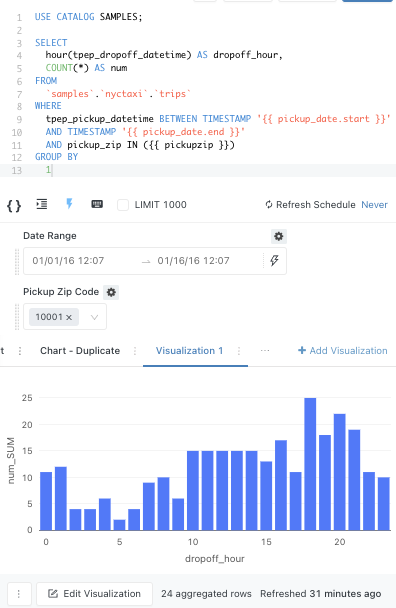 1 USE CATALOG SAMPLES;
2
3 SELECT
4 hour(tpep_dropoff_datetime) AS dropoff_hour,
5 COUNT(*) AS num
6 FROM
7 `samples`.`nyctaxi`.`trips`
8 WHERE
9 tpep_pickup_datetime BETWEEN TIMESTAMP '{{ pickup_date.start }}'
10 AND TIMESTAMP '{{ pickup_date.end }}'
11 AND pickup_zip IN ({{ pickupzip }})
12 GROUP BY
13 1
{} LIMIT 1000 Refresh Schedule Never
Date Range
01/01/16 12:07 → 01/16/16 12:07
Pickup Zip Code
10001 ×
t Chart - Duplicate Visualization 1 ... + Add Visualization
25
20
15
10
5
0
num_SUM
0 5 10 15 20
dropoff_hour
Edit Visualization 24 aggregated rows Refreshed 31 minutes ago